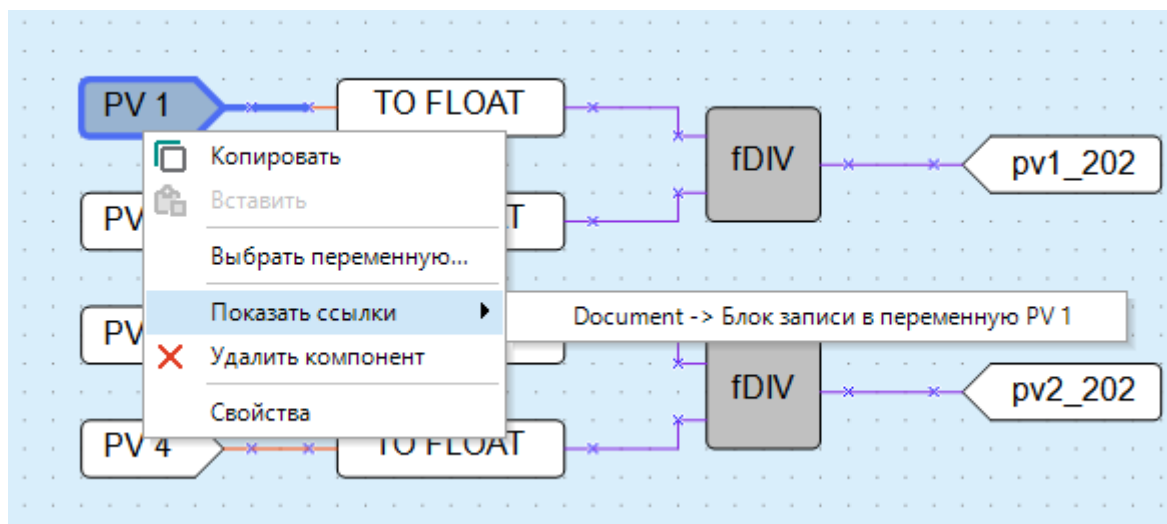 PV 1
TO FLOAT
fDIV
pv1_202
Копировать
Вставить
PV
T
Выбрать переменную...
Показать ссылки
Document -> Блок записи в переменную PV 1
PV
Удалить компонент
fDIV
pv2_202
Свойства
PV 4
TO FLOAT